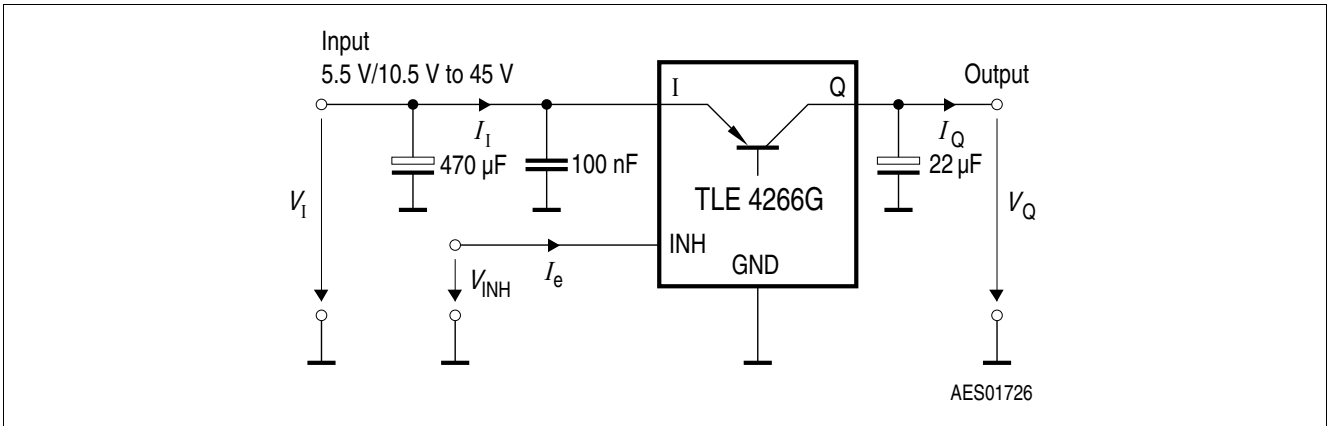 Input
5.5 V/10.5 V to 45 V
Output
I
Q
I_I
I_Q
470 µF
100 nF
22 µF
TLE 4266G
V_I
V_Q
INH
V_INH
I_e
GND
AES01726